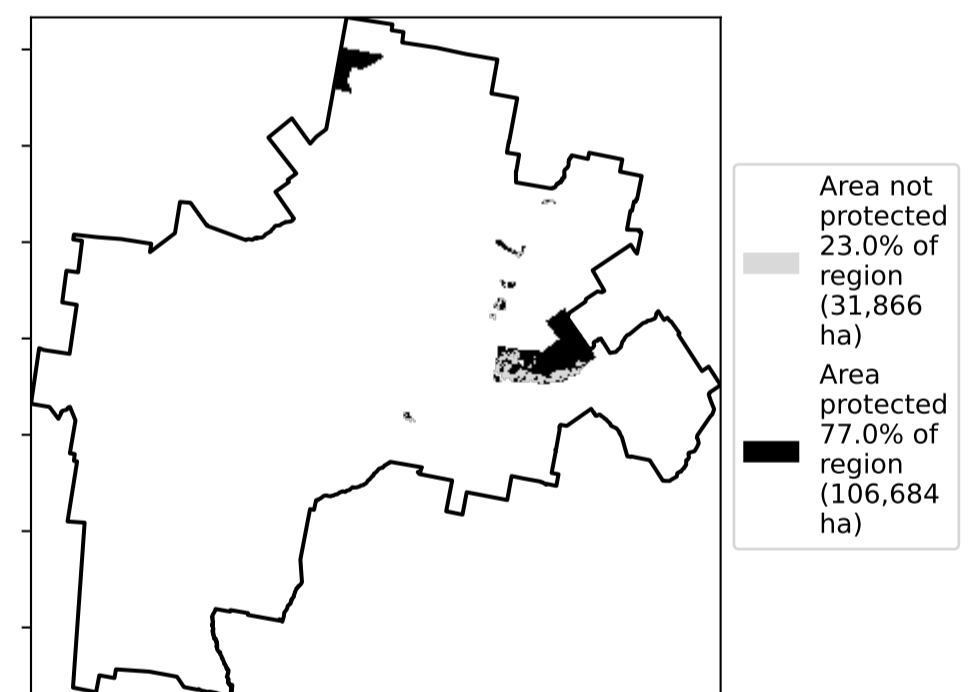 Area not
protected
23.0% of
region
(31,866
ha)
Area
protected
77.0% of
region
(106,684
ha)